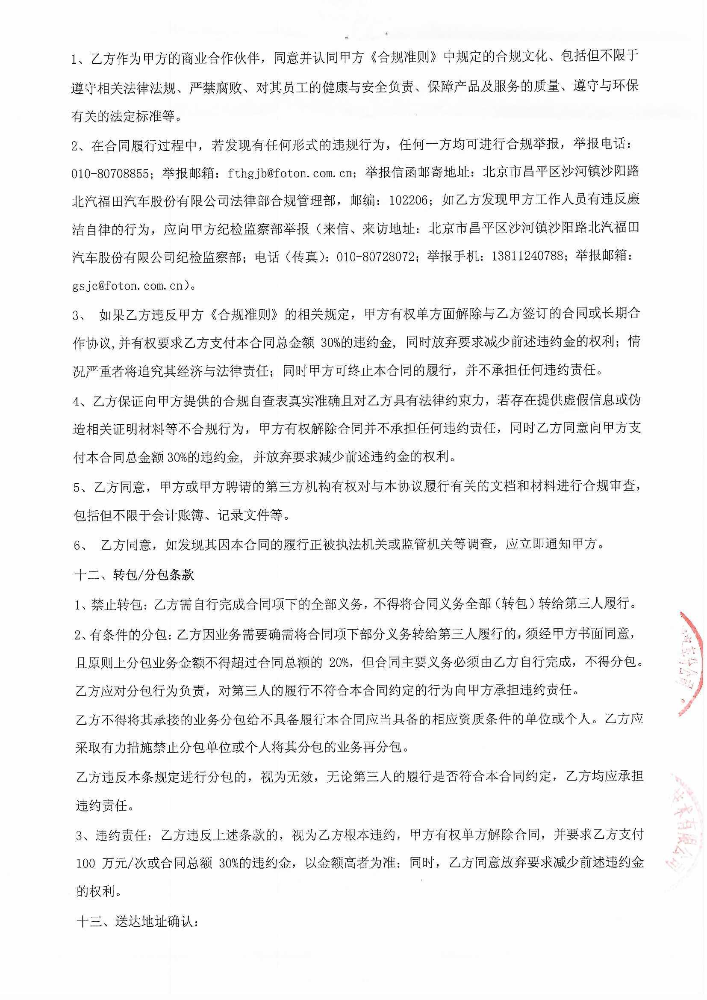 1、乙方作为甲方的商业合作伙伴，同意并认同甲方《合规准则》中规定的合规文化、包括但不限于
遵守相关法律法规、严禁腐败、对其员工的健康与安全负责、保障产品及服务的质量、遵守与环保
有关的法定标准等。
2、在合同履行过程中，若发现有任何形式的违规行为，任何一方均可进行合规举报，举报电话：
010-80708855；举报邮箱：fthgjb@foton.com.cn；举报信函邮寄地址：北京市昌平区沙河镇沙阳路
北汽福田汽车股份有限公司法律部合规管理部，邮编：102206；如乙方发现甲方工作人员有违反廉
洁自律的行为，应向甲方纪检监察部举报（来信、来访地址：北京市昌平区沙河镇沙阳路北汽福田
汽车股份有限公司纪检监察部；电话（传真）：010-80728072；举报手机：13811240788；举报邮箱：
gsjc@foton.com.cn）。
3、 如果乙方违反甲方《合规准则》的相关规定，甲方有权单方面解除与乙方签订的合同或长期合
作协议,并有权要求乙方支付本合同总金额 30%的违约金，同时放弃要求减少前述违约金的权利；情
况严重者将追究其经济与法律责任；同时甲方可终止本合同的履行，并不承担任何违约责任。
4、乙方保证向甲方提供的合规自查表真实准确且对乙方具有法律约束力，若存在提供虚假信息或伪
造相关证明材料等不合规行为，甲方有权解除合同并不承担任何违约责任，同时乙方同意向甲方支
付本合同总金额30%的违约金，并放弃要求减少前述违约金的权利。
5、乙方同意，甲方或甲方聘请的第三方机构有权对与本协议履行有关的文档和材料进行合规审查，
包括但不限于会计账簿、记录文件等。
6、 乙方同意，如发现其因本合同的履行正被执法机关或监管机关等调查，应立即通知甲方。
十二、转包/分包条款
1、禁止转包：乙方需自行完成合同项下的全部义务，不得将合同义务全部（转包）转给第三人履行。
2、有条件的分包：乙方因业务需要确需将合同项下部分义务转给第三人履行的，须经甲方书面同意，
且原则上分包业务金额不得超过合同总额的 20%，但合同主要义务必须由乙方自行完成，不得分包。
乙方应对分包行为负责，对第三人的履行不符合本合同约定的行为向甲方承担违约责任。
乙方不得将其承接的业务分包给不具备履行本合同应当具备的相应资质条件的单位或个人。乙方应
采取有力措施禁止分包单位或个人将其分包的业务再分包。
乙方违反本条规定进行分包的，视为无效，无论第三人的履行是否符合本合同约定，乙方均应承担
违约责任。
3、违约责任：乙方违反上述条款的，视为乙方根本违约，甲方有权单方解除合同，并要求乙方支付
100 万元/次或合同总额 30%的违约金，以金额高者为准；同时，乙方同意放弃要求减少前述违约金
的权利。
十三、送达地址确认：
公司
术有限公司